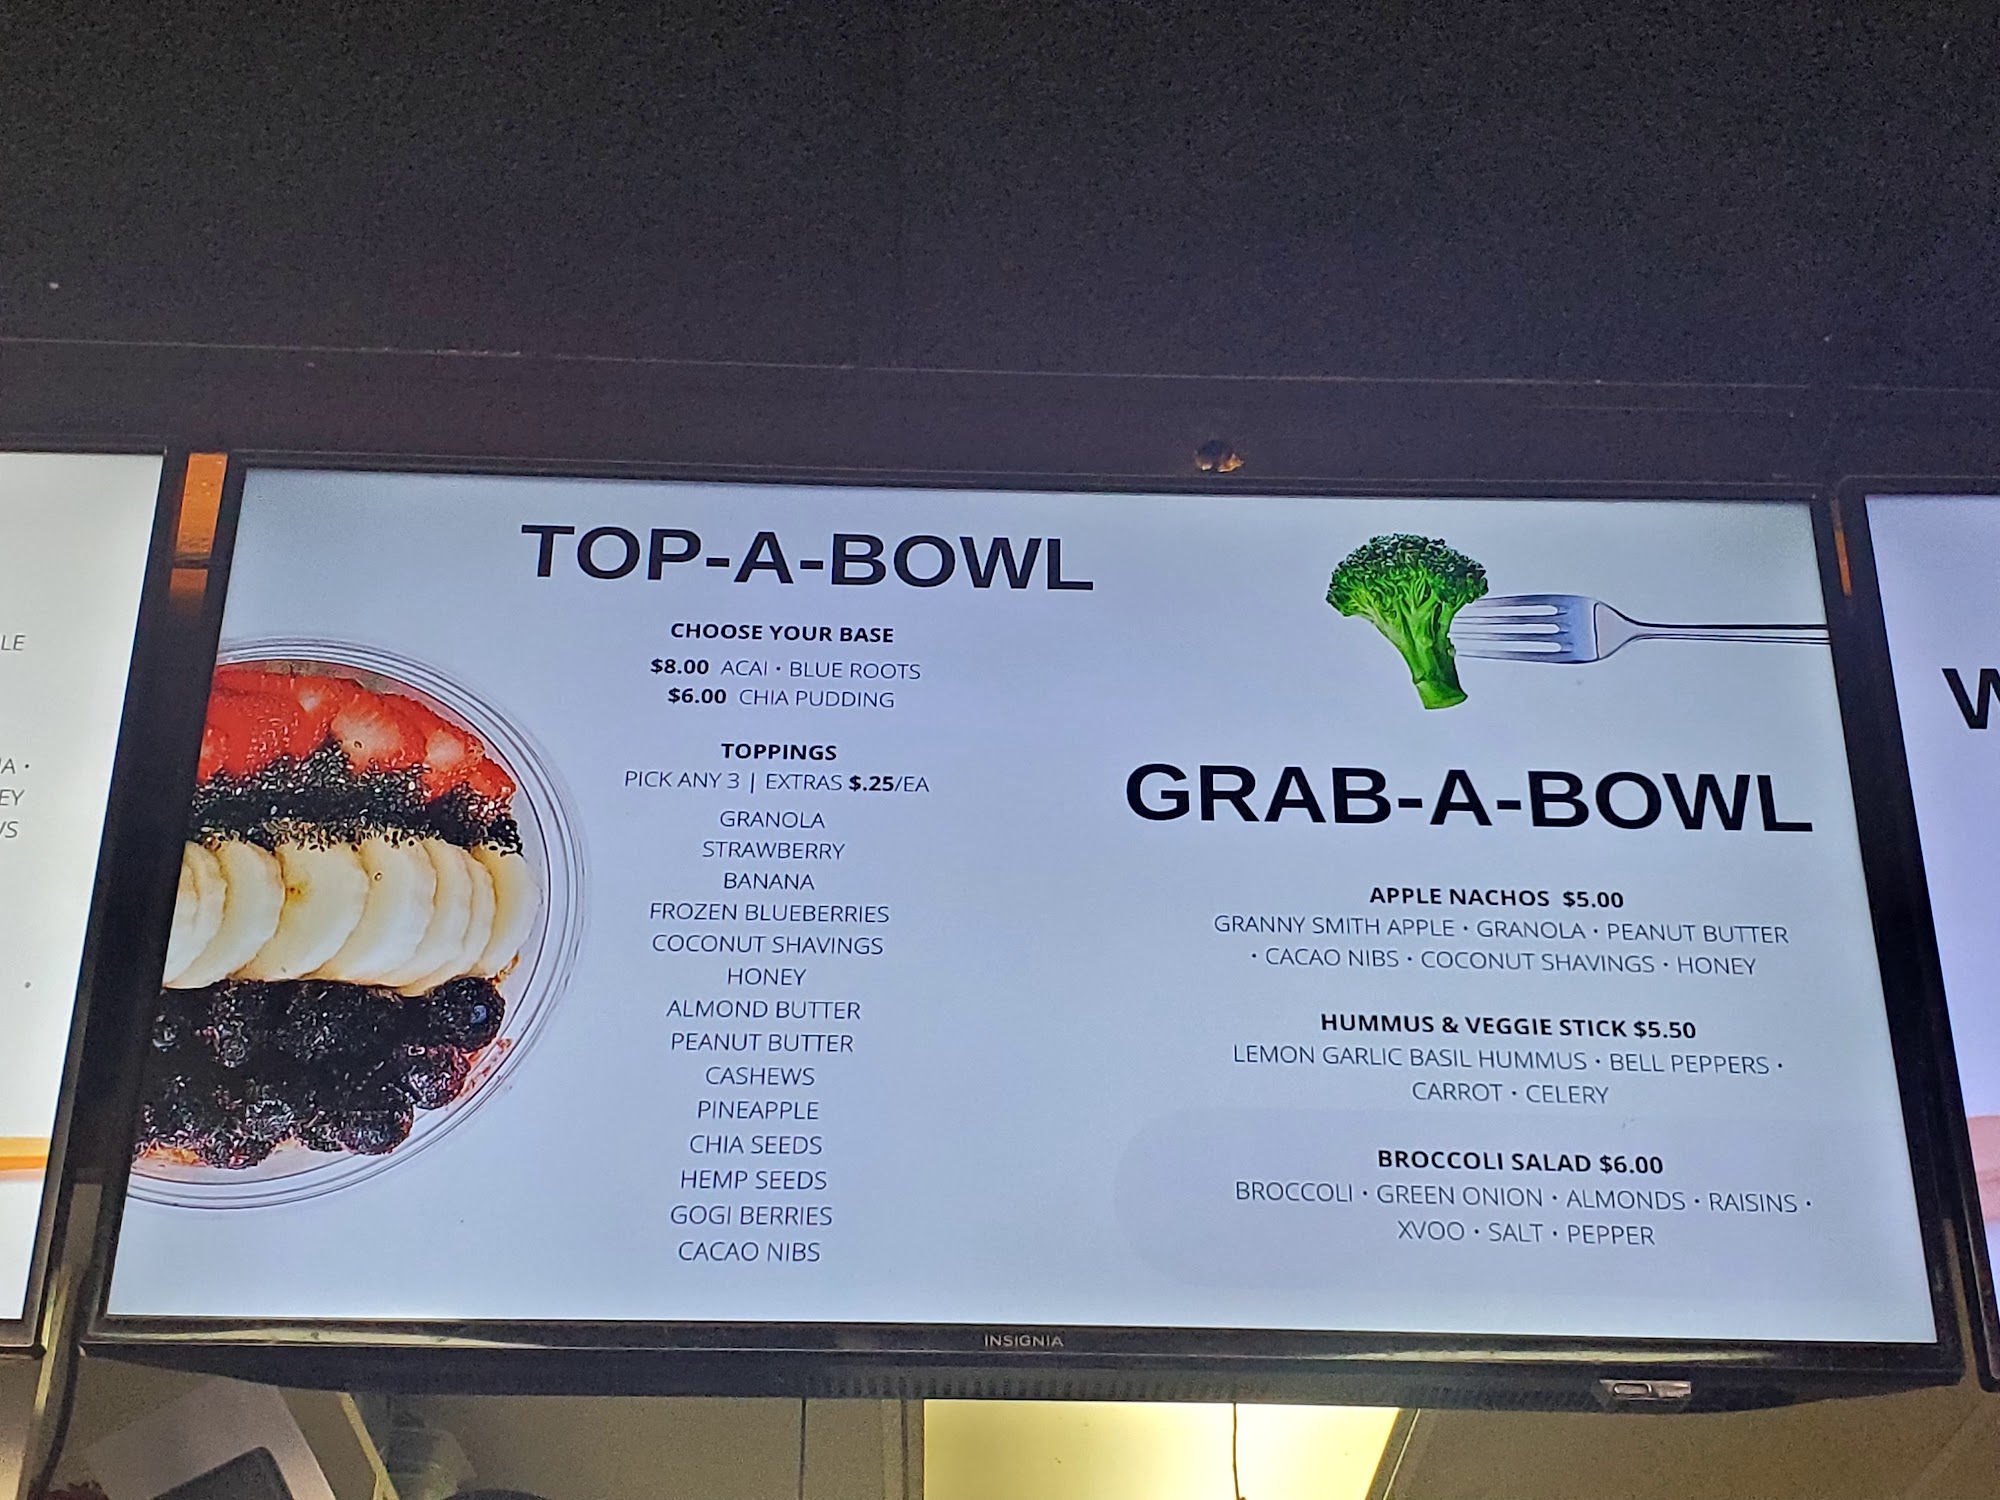 TOP-A-BOWL
CHOOSE YOUR BASE
$8.00 ACAI • BLUE ROOTS
$6.00 CHIA PUDDING
TOPPINGS
PICK ANY 3 | EXTRAS $.25/EA
GRANOLA
STRAWBERRY
BANANA
FROZEN BLUEBERRIES
COCONUT SHAVINGS
HONEY
ALMOND BUTTER
PEANUT BUTTER
CASHEWS
PINEAPPLE
CHIA SEEDS
HEMP SEEDS
GOGI BERRIES
CACAO NIBS
GRAB-A-BOWL
APPLE NACHOS $5.00
GRANNY SMITH APPLE • GRANOLA • PEANUT BUTTER
• CACAO NIBS • COCONUT SHAVINGS • HONEY
HUMMUS & VEGGIE STICK $5.50
LEMON GARLIC BASIL HUMMUS • BELL PEPPERS •
CARROT • CELERY
BROCCOLI SALAD $6.00
BROCCOLI • GREEN ONION • ALMONDS • RAISINS •
XVOO • SALT • PEPPER
INSIGNIA